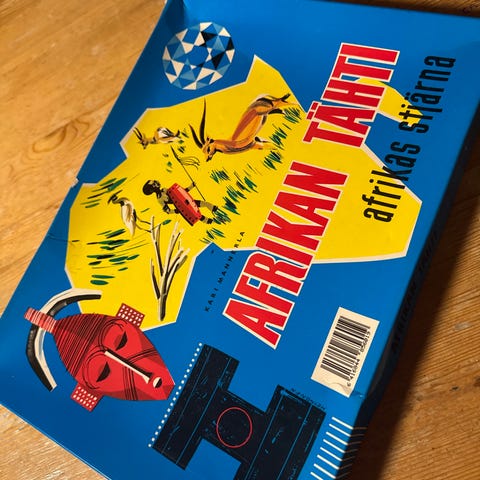 AFRIKAN TÄHTI
afrikas stjärna
KARI MANNERLA